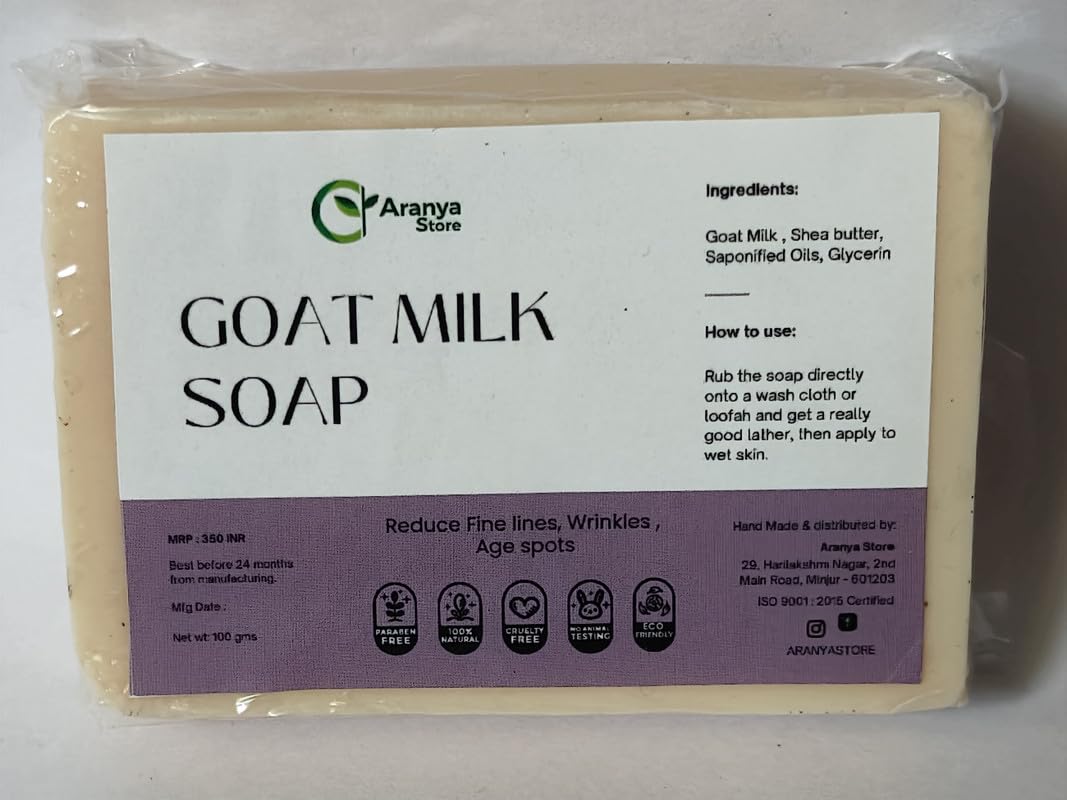 Aranya
Store
GOAT MILK
SOAP
Ingredients:
Goat Milk , Shea butter,
Saponified Oils, Glycerin
How to use:
Rub the soap directly
onto a wash cloth or
loofah and get a really
good lather, then apply to
wet skin.
MRP : 350 INR
Best before 24 months
from manufacturing.
Mfg Date :
Net wt: 100 gms
Reduce Fine lines, Wrinkles ,
Age spots
PARABEN
FREE
100%
NATURAL
CRUELTY
FREE
NO ANIMAL
TESTING
ECO
FRIENDLY
Hand Made & distributed by:
Aranya Store
29, Harilakshmi Nagar, 2nd
Main Road, Minjur - 601203
ISO 9001 : 2015 Certified
ARANYASTORE